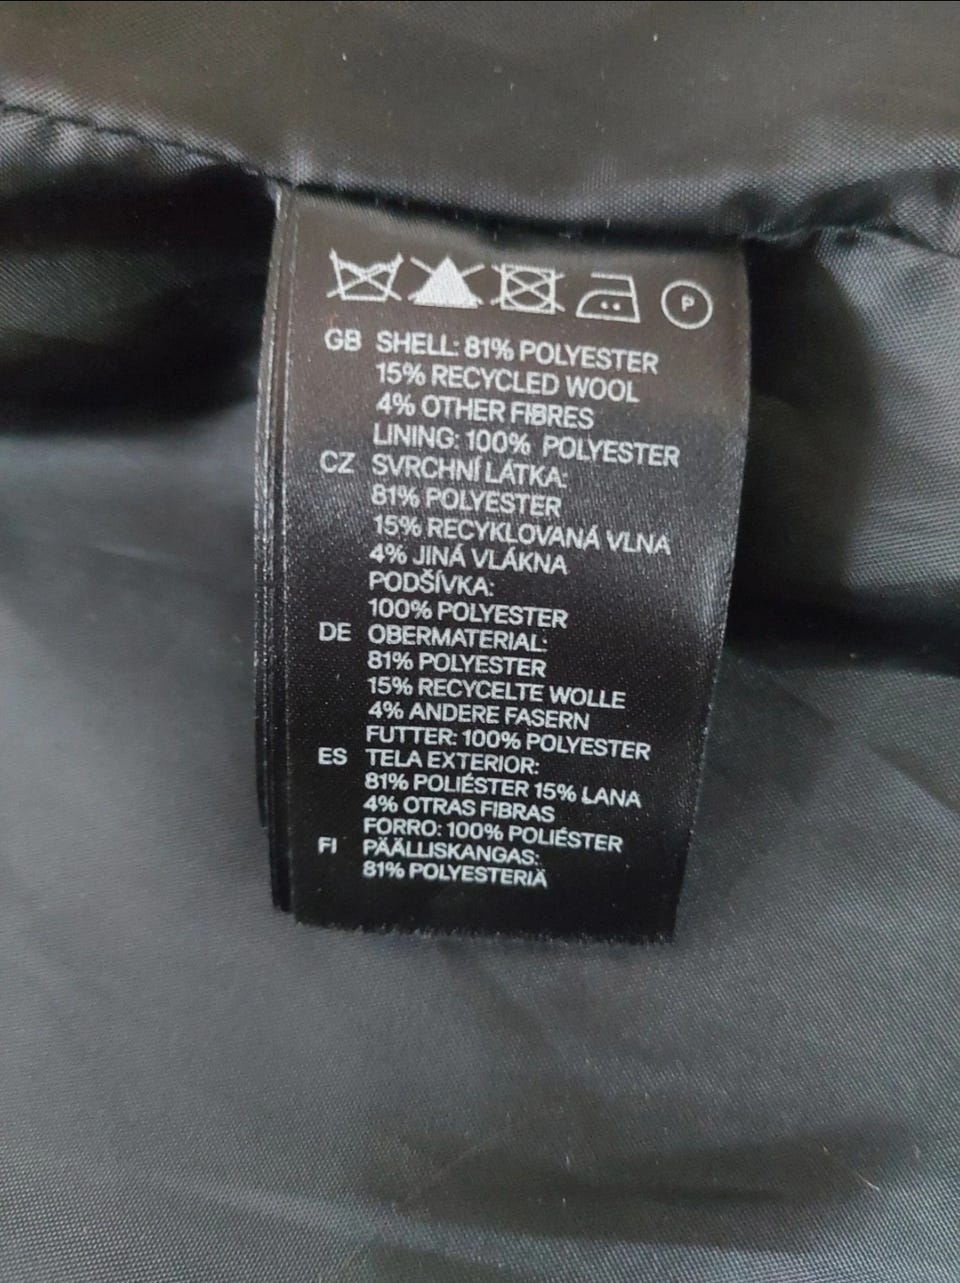 P
GB SHELL: 81% POLYESTER
15% RECYCLED WOOL
4% OTHER FIBRES
LINING: 100% POLYESTER
CZ SVRCHNÍ LÁTKA:
81% POLYESTER
15% RECYKLOVANÁ VLNA
4% JINÁ VLÁKNA
PODŠÍVKA:
100% POLYESTER
DE OBERMATERIAL:
81% POLYESTER
15% RECYCELTE WOLLE
4% ANDERE FASERN
FUTTER: 100% POLYESTER
ES TELA EXTERIOR:
81% POLIÉSTER 15% LANA
4% OTRAS FIBRAS
FORRO: 100% POLIÉSTER
FI PÄÄLLISKANGAS:
81% POLYESTERIÄ